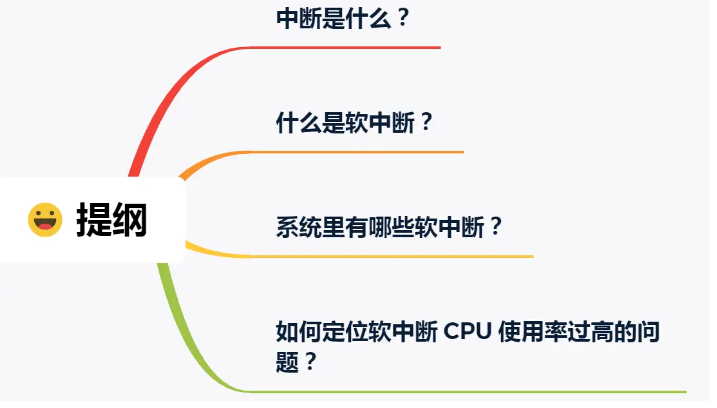 中断是什么？
什么是软中断？
提纲
系统里有哪些软中断？
如何定位软中断 CPU 使用率过高的问
题？